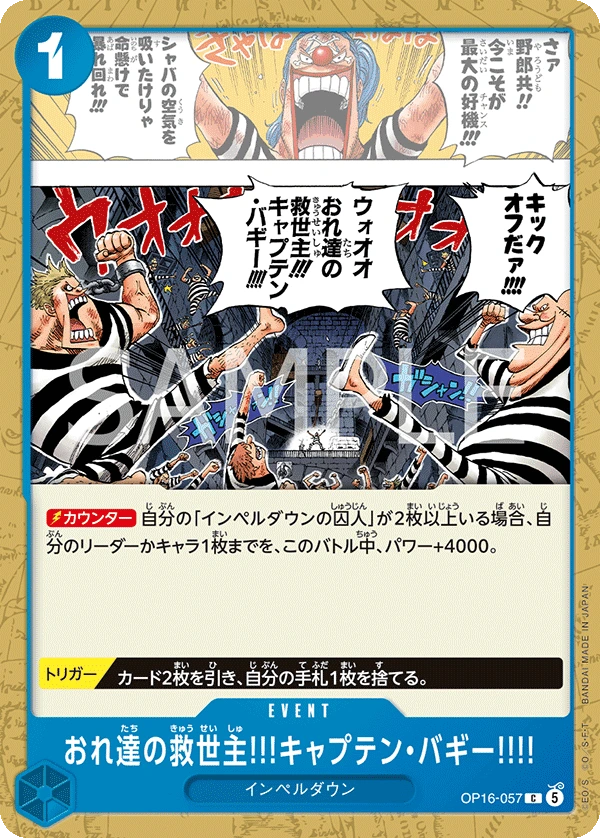 1
さァ
野郎共!!
今こそが
最大の好機!!!
シャバの空気を
吸いたけりゃ
命懸けで
暴れ回れ!!!
キック
オフだァ!!!!
ウォオオ
おれ達の
救世主!!!
キャプテン
・バギー!!!!
ウオオオ
ガシャン!!
ガシャン!!
SAMPLE
カウンター 自分の「インペルダウンの囚人」が2枚以上いる場合、自
分のリーダーかキャラ1枚までを、このバトル中、パワー+4000。
トリガー カード2枚を引き、自分の手札1枚を捨てる。
EVENT
おれ達の救世主!!!キャプテン・バギー!!!!
インペルダウン
OP16-057 C 5
©E.O. ©O. S・F・T BANDAI MADE IN JAPAN